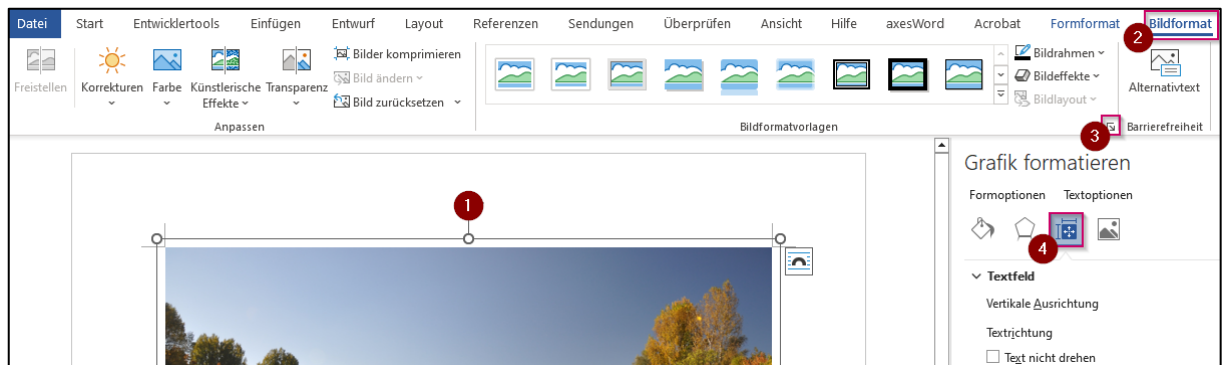 Datei Start Entwicklertools Einfügen Entwurf Layout Referenzen Sendungen Überprüfen Ansicht Hilfe axesWord Acrobat Formformat Bildformat
2
Freistellen
Korrekturen
Farbe
Künstlerische Effekte
Transparenz
Bilder komprimieren
Bild ändern
Bild zurücksetzen
Anpassen
Bildrahmen
Bildeffekte
Bildlayout
Bildformatvorlagen
3
Alternativtext
Barrierefreiheit
1
Grafik formatieren
Formoptionen Textoptionen
4
Textfeld
Vertikale Ausrichtung
Textrichtung
Text nicht drehen